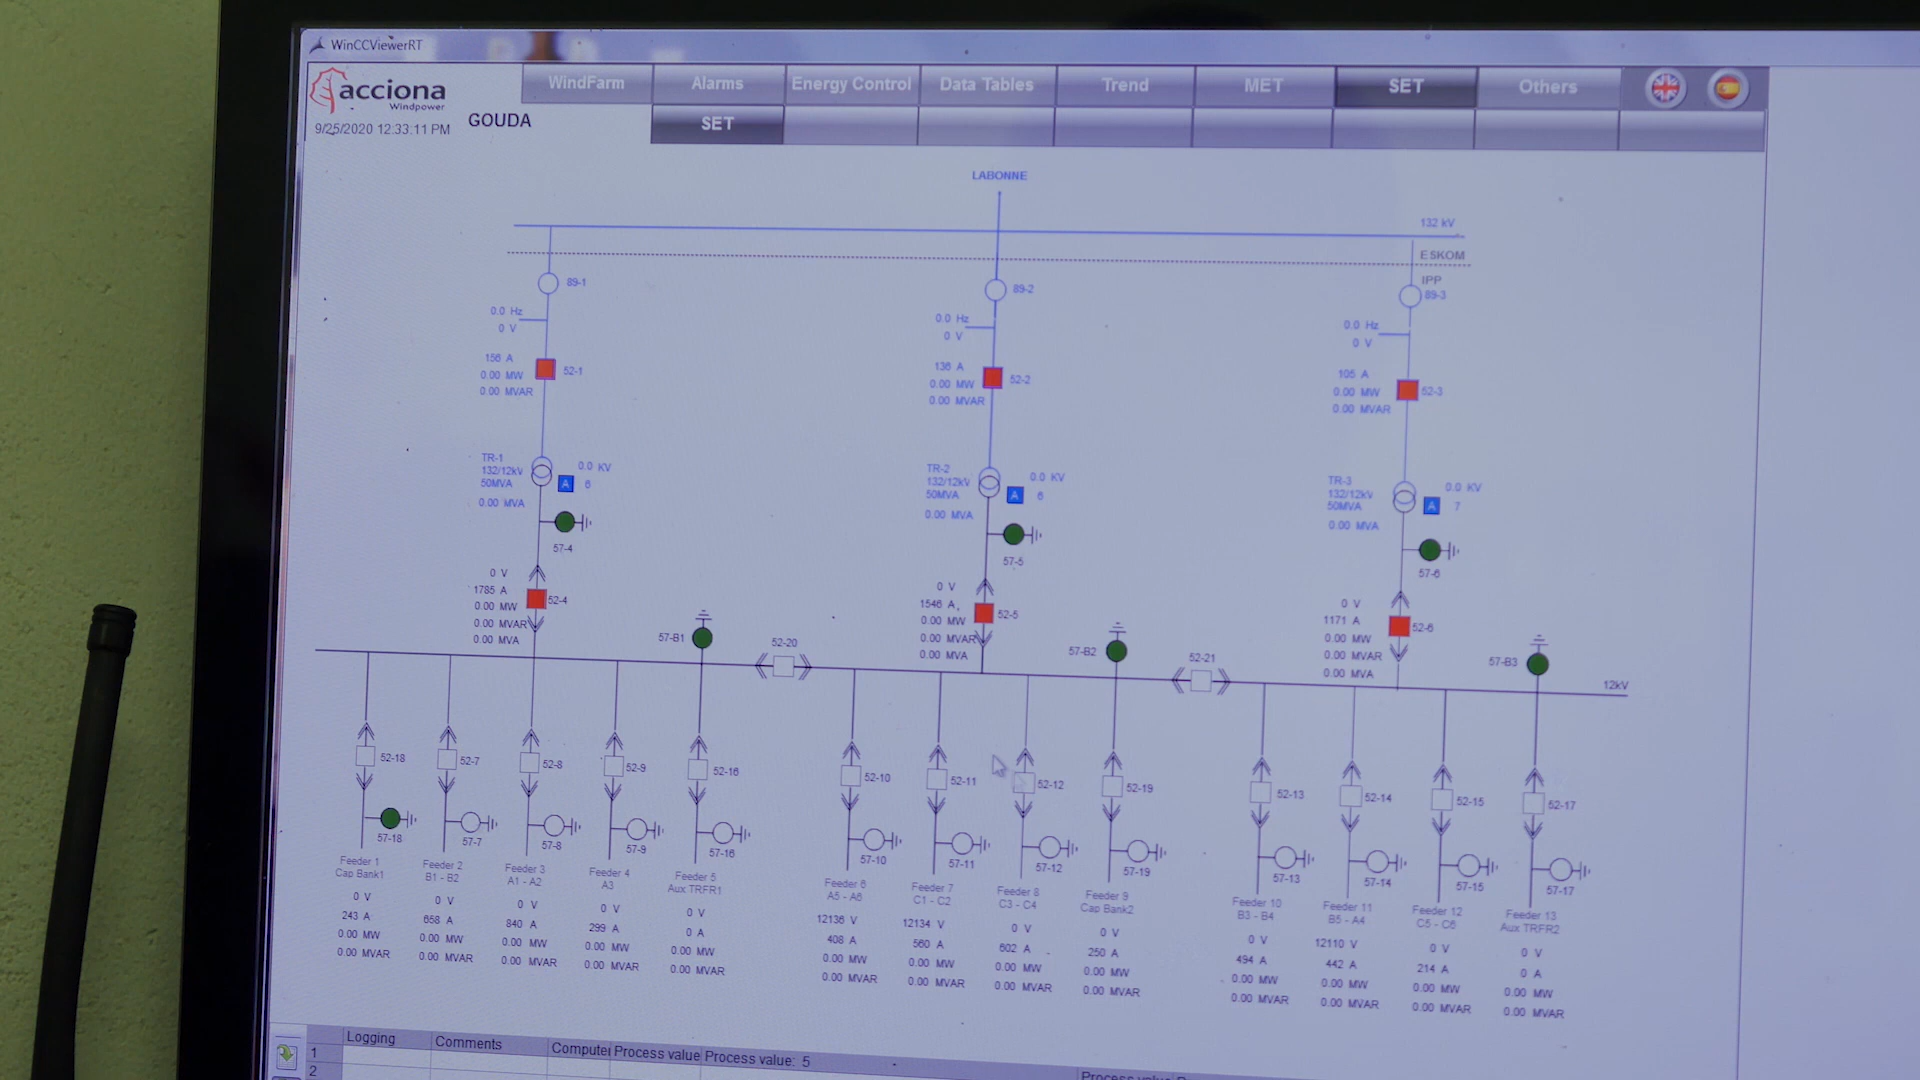 WinCCViewerRT
acciona
Windpower
9/25/2020 12:33:11 PM
GOUDA
WindFarm
Alarms
Energy Control
Data Tables
Trend
MET
SET
Others
SET
LABONNE
132 kV
ESKOM
IPP
89-1
0.0 Hz
0 V
156 A
0.00 MW
0.00 MVAR
52-1
TR-1
132/12kV
50MVA
0.00 MVA
0.0 KV
A 6
57-4
0 V
1785 A
0.00 MW
0.00 MVAR
0.00 MVA
52-4
89-2
0.0 Hz
0 V
136 A
0.00 MW
0.00 MVAR
52-2
TR-2
132/12kV
50MVA
0.00 MVA
0.0 KV
A 6
57-5
0 V
1546 A
0.00 MW
0.00 MVAR
0.00 MVA
52-5
89-3
0.0 Hz
0 V
105 A
0.00 MW
0.00 MVAR
52-3
TR-3
132/12kV
50MVA
0.00 MVA
0.0 KV
A 7
57-6
0 V
1171 A
0.00 MW
0.00 MVAR
0.00 MVA
52-6
57-B1
52-20
57-B2
52-21
57-B3
12kV
52-18
57-18
Feeder 1
Cap Bank1
0 V
243 A
0.00 MW
0.00 MVAR
52-7
57-7
Feeder 2
B1 - B2
0 V
658 A
0.00 MW
0.00 MVAR
52-8
57-8
Feeder 3
A1 - A2
0 V
840 A
0.00 MW
0.00 MVAR
52-9
57-9
Feeder 4
A3
0 V
299 A
0.00 MW
0.00 MVAR
52-16
57-16
Feeder 5
Aux TRFR1
0 V
0 A
0.00 MW
0.00 MVAR
52-10
57-10
Feeder 6
A5 - A6
12136 V
408 A
0.00 MW
0.00 MVAR
52-11
57-11
Feeder 7
C1 - C2
12134 V
560 A
0.00 MW
0.00 MVAR
52-12
57-12
Feeder 8
C3 - C4
0 V
602 A
0.00 MW
0.00 MVAR
52-19
57-19
Feeder 9
Cap Bank2
0 V
250 A
0.00 MW
0.00 MVAR
52-13
57-13
Feeder 10
B3 - B4
0 V
494 A
0.00 MW
0.00 MVAR
52-14
57-14
Feeder 11
B5 - A4
12110 V
442 A
0.00 MW
0.00 MVAR
52-15
57-15
Feeder 12
C5 - C6
0 V
214 A
0.00 MW
0.00 MVAR
52-17
57-17
Feeder 13
Aux TRFR2
0 V
0 A
0.00 MW
0.00 MVAR
Logging Comments Computer Process value Process value: 5
1
2
Process value